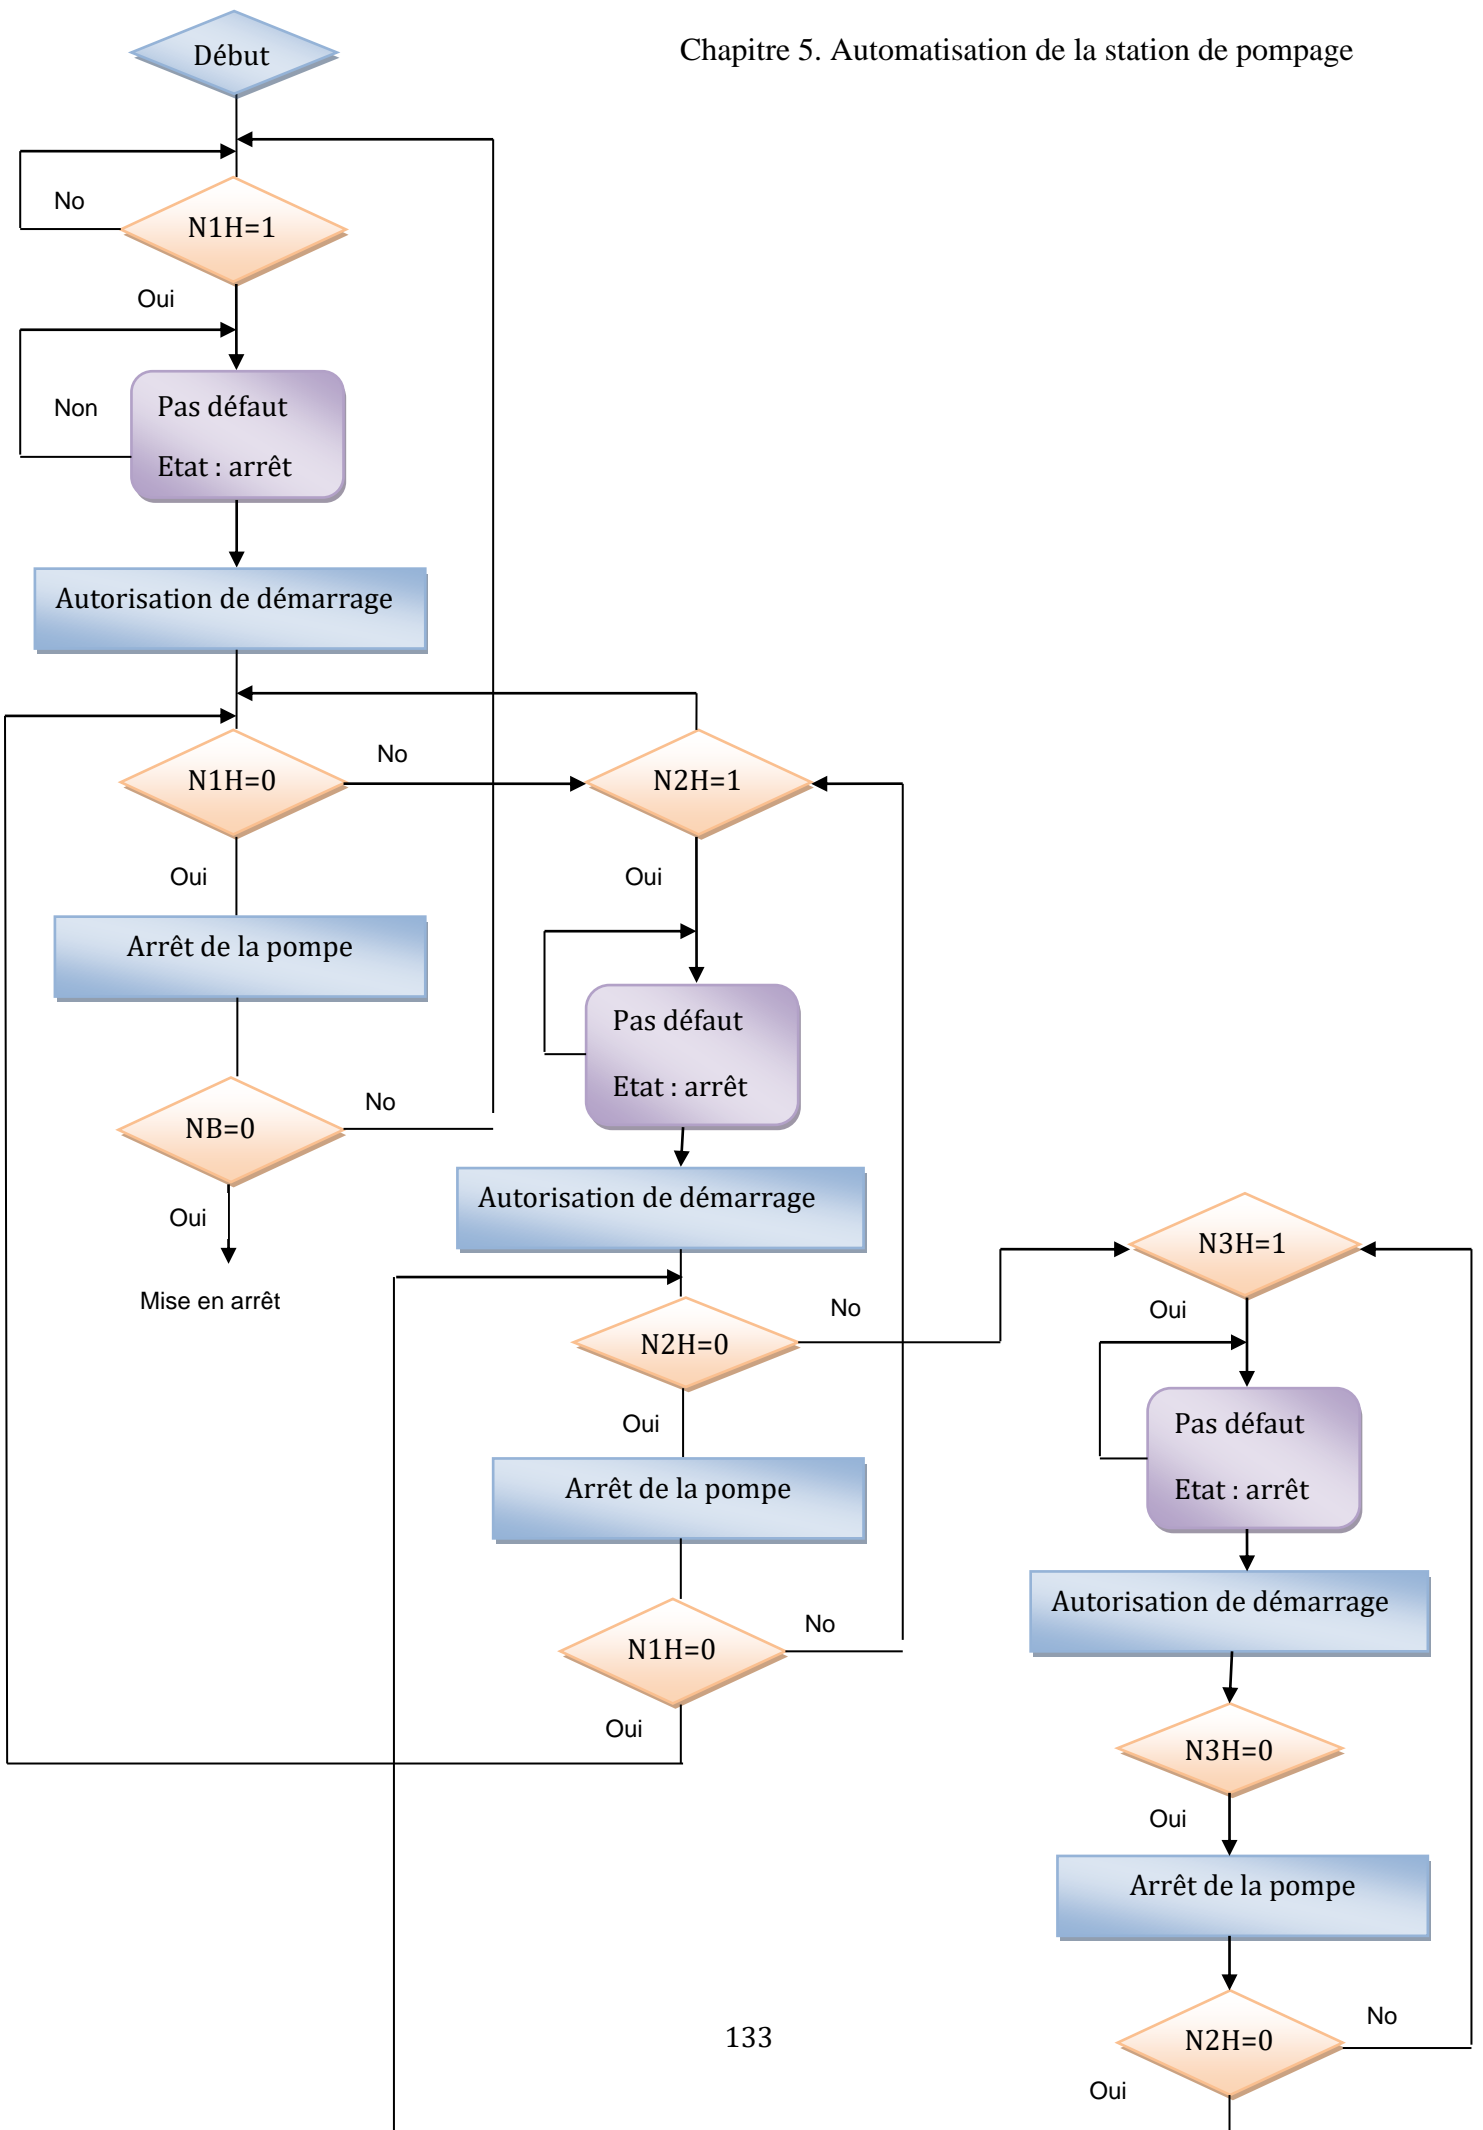 Chapitre 5. Automatisation de la station de pompage
Début
No
N1H=1
Oui
Non
Pas défaut
Etat : arrêt
Autorisation de démarrage
N1H=0
No
N2H=1
Oui
Oui
Arrêt de la pompe
Pas défaut
Etat : arrêt
NB=0
No
Oui
Mise en arrêt
Autorisation de démarrage
N2H=0
No
N3H=1
Oui
Oui
Pas défaut
Etat : arrêt
Arrêt de la pompe
Autorisation de démarrage
N1H=0
No
Oui
N3H=0
Oui
Arrêt de la pompe
N2H=0
No
Oui
133